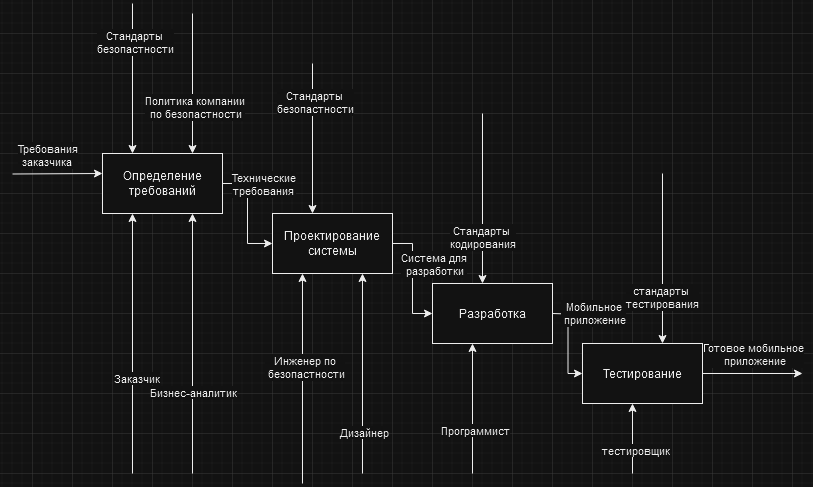 Стандарты
безопастности
Политика компании
по безопастности
Стандарты
безопастности
Требования
заказчика
Определение
требований
Технические
требования
Проектирование
системы
Стандарты
кодирования
Система для
разработки
стандарты
тестирования
Разработка
Мобильное
приложение
Готовое мобильное
приложение
Тестирование
Инженер по
безопастности
Заказчик
Бизнес-аналитик
Дизайнер
Программист
тестировщик